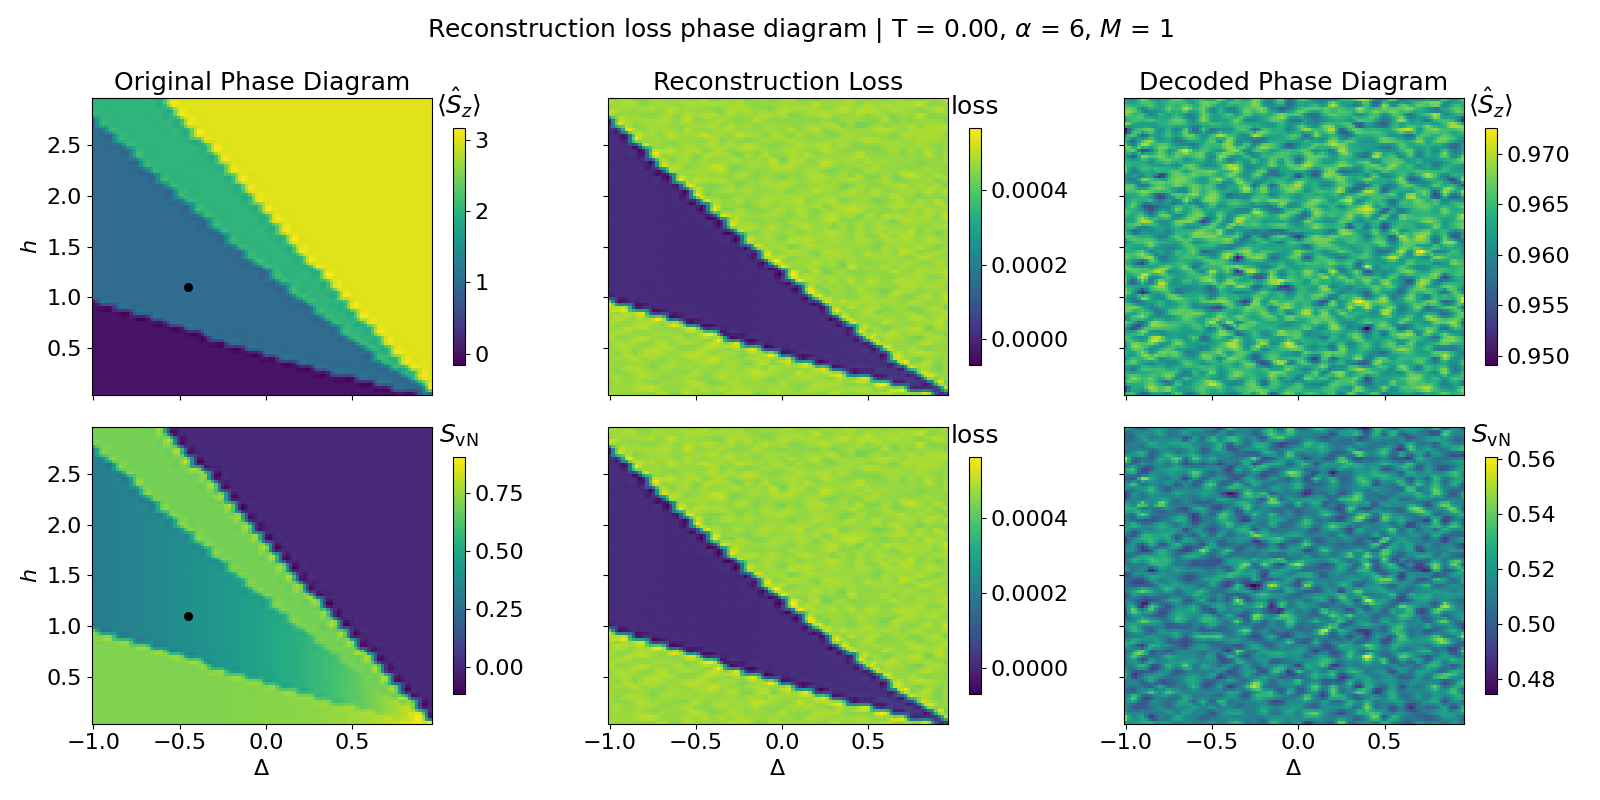 Reconstruction loss phase diagram | T = 0.00, α = 6, M = 1
Original Phase Diagram
⟨Ŝz⟩
3
2
1
0
h
2.5
2.0
1.5
1.0
0.5
Reconstruction Loss
loss
0.0004
0.0002
0.0000
Decoded Phase Diagram
⟨Ŝz⟩
0.970
0.965
0.960
0.955
0.950
SvN
0.75
0.50
0.25
0.00
h
2.5
2.0
1.5
1.0
0.5
−1.0 −0.5 0.0 0.5
Δ
loss
0.0004
0.0002
0.0000
−1.0 −0.5 0.0 0.5
Δ
SvN
0.56
0.54
0.52
0.50
0.48
−1.0 −0.5 0.0 0.5
Δ